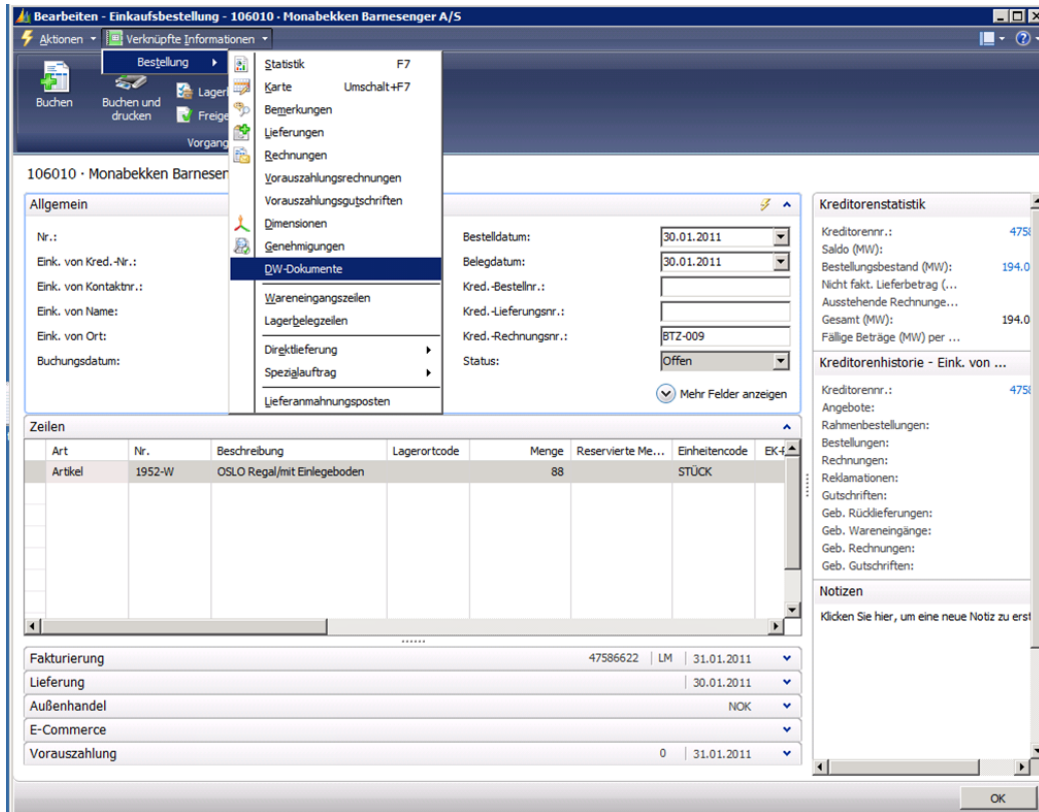 Bearbeiten - Einkaufsbestellung - 106010 · Monabekken Barnesenger A/S
Aktionen Verknüpfte Informationen
Bestellung
Buchen
Buchen und drucken
Vorgang
Statistik F7
Karte Umschalt+F7
Bemerkungen
Lieferungen
Rechnungen
Vorauszahlungsrechnungen
Vorauszahlungsgutschriften
Dimensionen
Genehmigungen
DW-Dokumente
Wareneingangszeilen
Lagerbelegzeilen
Direktlieferung
Spezialauftrag
Lieferanmahnungsposten
106010 · Monabekken Barneser
Allgemein
Nr.:
Eink. von Kred.-Nr.:
Eink. von Kontaktnr.:
Eink. von Name:
Eink. von Ort:
Buchungsdatum:
Bestelldatum: 30.01.2011
Belegdatum: 30.01.2011
Kred.-Bestellnr.:
Kred.-Lieferungsnr.:
Kred.-Rechnungsnr.: BTZ-009
Status: Offen
Mehr Felder anzeigen
Zeilen
Art Nr. Beschreibung Lagerortcode Menge Reservierte Me... Einheitencode
Artikel 1952-W OSLO Regal/mit Einlegeboden 88 STÜCK
Fakturierung 47586622 | LM | 31.01.2011
Lieferung | 30.01.2011
Außenhandel NOK
E-Commerce
Vorauszahlung 0 | 31.01.2011
Kreditorenstatistik
Kreditorennr.: 4758
Saldo (MW):
Bestellungsbestand (MW): 194.0
Nicht fakt. Lieferbetrag (...
Ausstehende Rechnunge...
Gesamt (MW): 194.0
Fällige Beträge (MW) per ...
Kreditorenhistorie - Eink. von ...
Kreditorennr.: 4758
Angebote:
Rahmenbestellungen:
Bestellungen:
Rechnungen:
Reklamationen:
Gutschriften:
Geb. Rücklieferungen:
Geb. Wareneingänge:
Geb. Rechnungen:
Geb. Gutschriften:
Notizen
Klicken Sie hier, um eine neue Notiz zu erst
OK